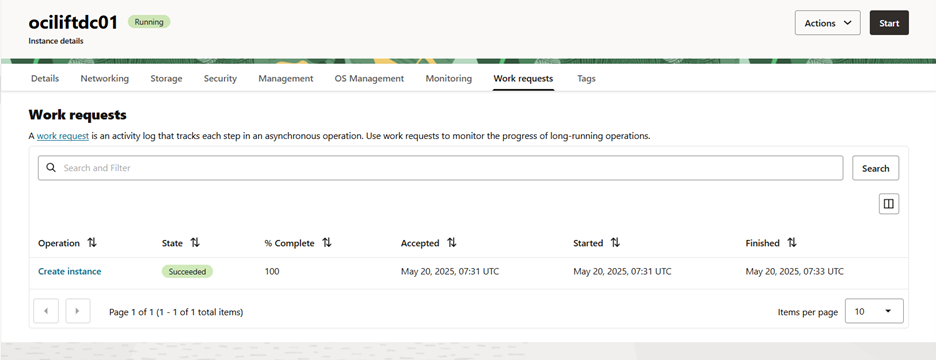 ociliftdc01 Running Actions Start
Instance details
Details Networking Storage Security Management OS Management Monitoring Work requests Tags
Work requests
A work request is an activity log that tracks each step in an asynchronous operation. Use work requests to monitor the progress of long-running operations.
Search and Filter Search
Operation State % Complete Accepted Started Finished
Create instance Succeeded 100 May 20, 2025, 07:31 UTC May 20, 2025, 07:31 UTC May 20, 2025, 07:33 UTC
Page 1 of 1 (1 - 1 of 1 total items) Items per page 10